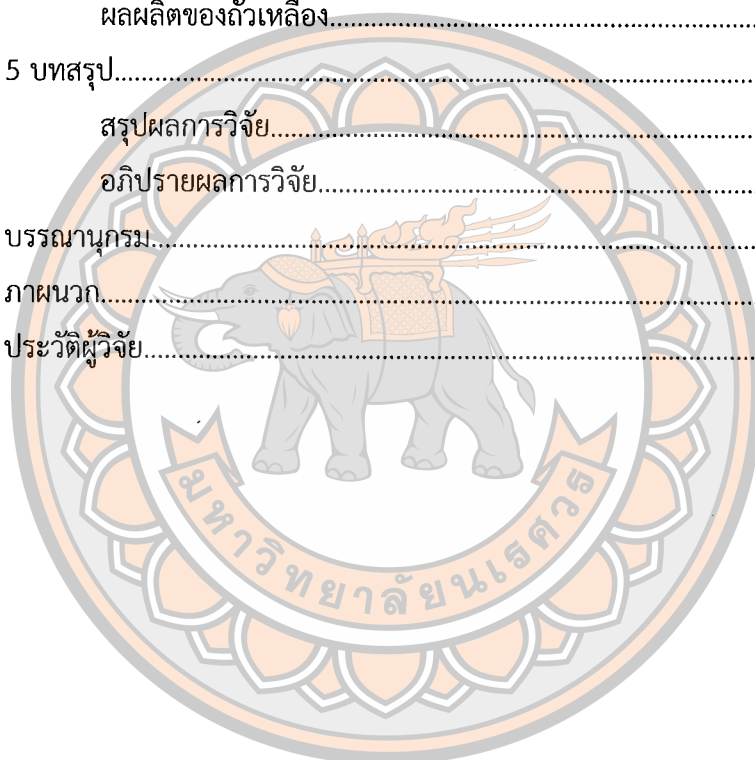 ผลผลิตของถั่วเหลือง........................................................................
5 บทสรุป........................................................................
สรุปผลการวิจัย........................................................................
อภิปรายผลการวิจัย........................................................................
บรรณานุกรม........................................................................
ภาคผนวก........................................................................
ประวัติผู้วิจัย........................................................................
มหาวิทยาลัยนเรศวร